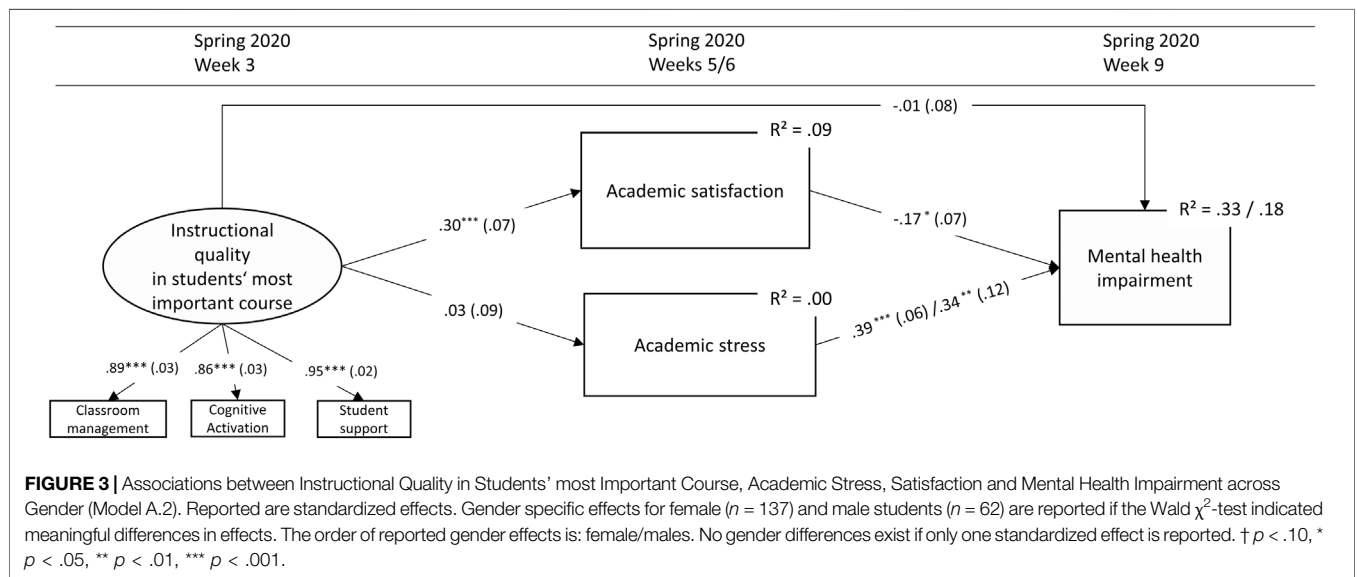 Spring 2020
Week 3
Spring 2020
Weeks 5/6
Spring 2020
Week 9
-.01 (.08)
R² = .09
Academic satisfaction
R² = .33 / .18
Instructional
quality
in students‘ most
important course
.30*** (.07)
-.17 * (.07)
Mental health
impairment
.03 (.09)
R² = .00
.39 *** (.06) /.34 ** (.12)
Academic stress
.89*** (.03)
.86*** (.03)
.95*** (.02)
Classroom
management
Cognitive
Activation
Student
support
FIGURE 3 | Associations between Instructional Quality in Students’ most Important Course, Academic Stress, Satisfaction and Mental Health Impairment across
Gender (Model A.2). Reported are standardized effects. Gender specific effects for female (n = 137) and male students (n = 62) are reported if the Wald χ²-test indicated
meaningful differences in effects. The order of reported gender effects is: female/males. No gender differences exist if only one standardized effect is reported. † p < .10, *
p < .05, ** p < .01, *** p < .001.